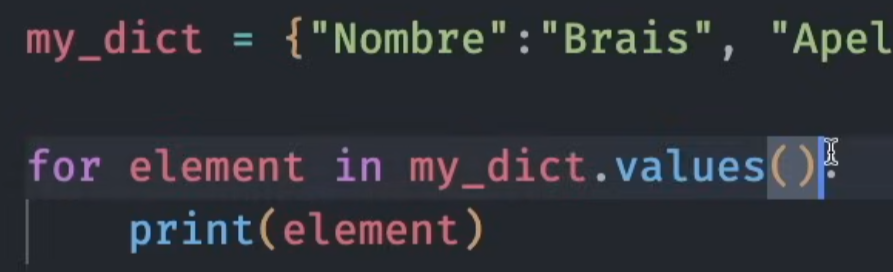 my_dict = {"Nombre":"Brais", "Apel
for element in my_dict.values():
print(element)